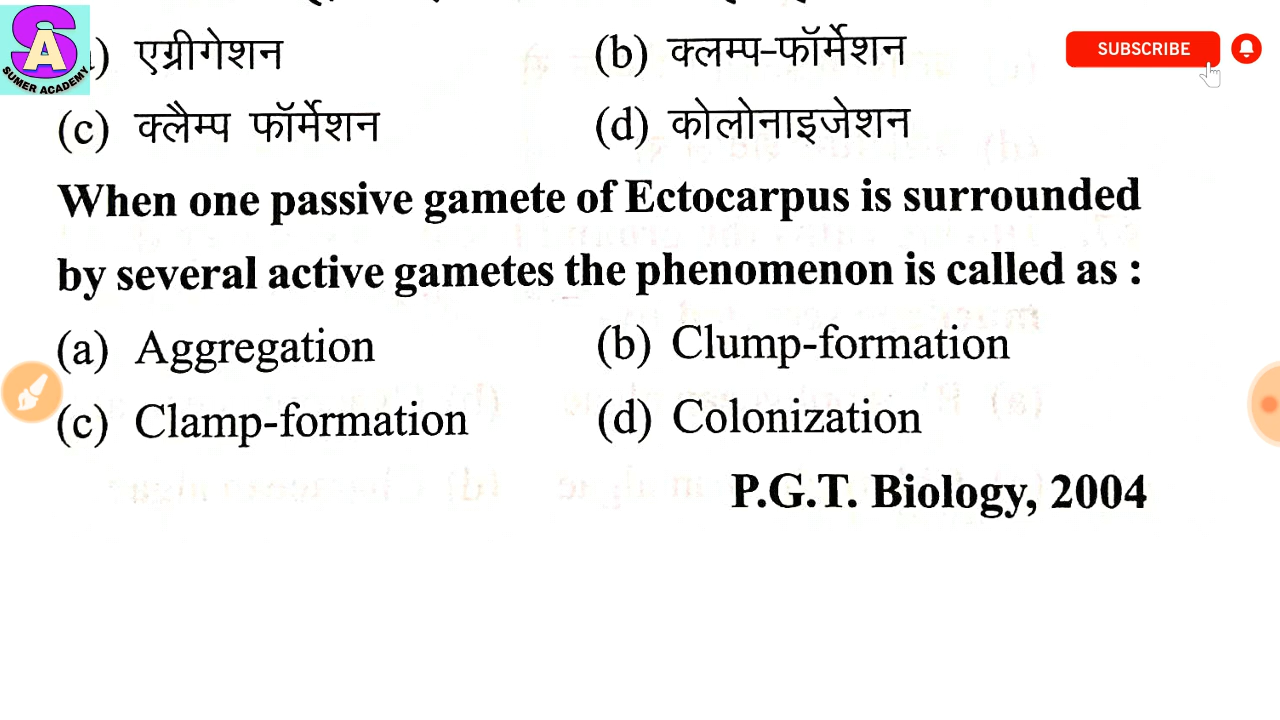 SA
SUMER ACADEMY
SUBSCRIBE
) एग्रीगेशन (b) क्लम्प-फॉर्मेशन
(c) क्लैम्प फॉर्मेशन (d) कोलोनाइजेशन
When one passive gamete of Ectocarpus is surrounded
by several active gametes the phenomenon is called as :
(a) Aggregation (b) Clump-formation
(c) Clamp-formation (d) Colonization
P.G.T. Biology, 2004